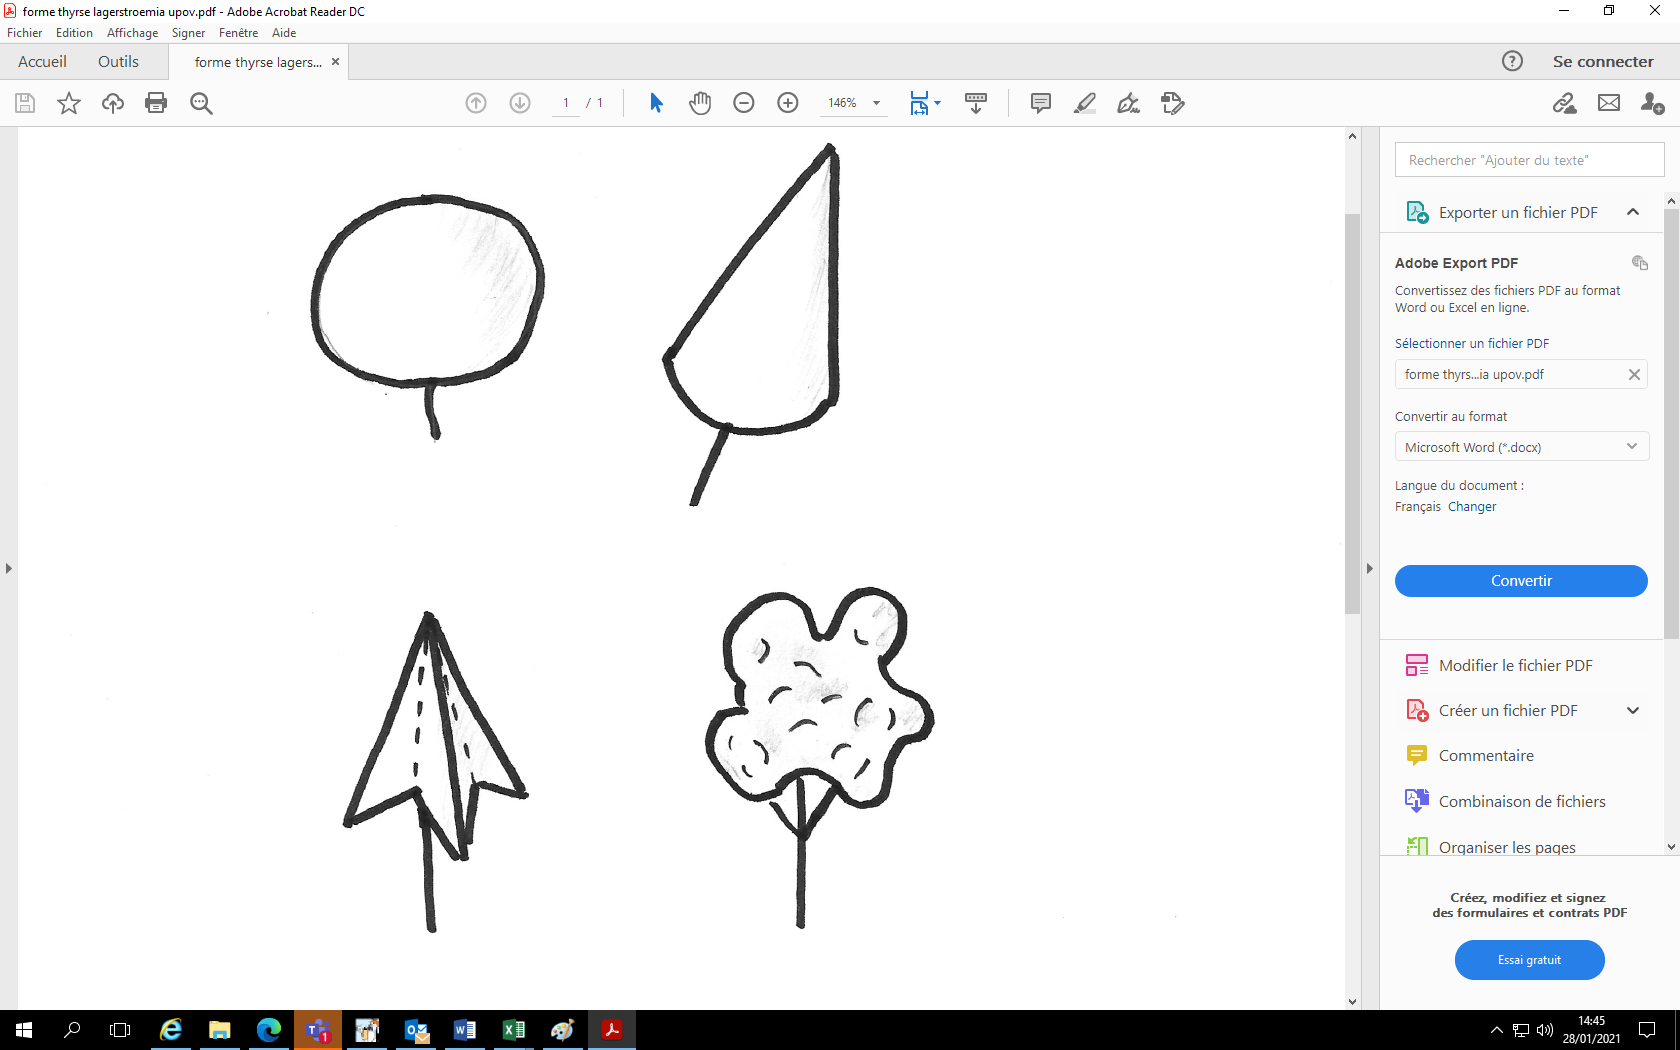 forme thyrse lagerstroemia upov.pdf - Adobe Acrobat Reader DC
Fichier Edition Affichage Signer Fenêtre Aide
Accueil Outils forme thyrse lagers... × ? Se connecter
1 / 1 146%
Rechercher "Ajouter du texte"
Exporter un fichier PDF
Adobe Export PDF
Convertissez des fichiers PDF au format
Word ou Excel en ligne.
Sélectionner un fichier PDF
forme thyrs...ia upov.pdf
Convertir au format
Microsoft Word (*.docx)
Langue du document :
Français Changer
Convertir
Modifier le fichier PDF
Créer un fichier PDF
Commentaire
Combinaison de fichiers
Organiser les pages
Créez, modifiez et signez
des formulaires et contrats PDF
Essai gratuit
14:45
28/01/2021